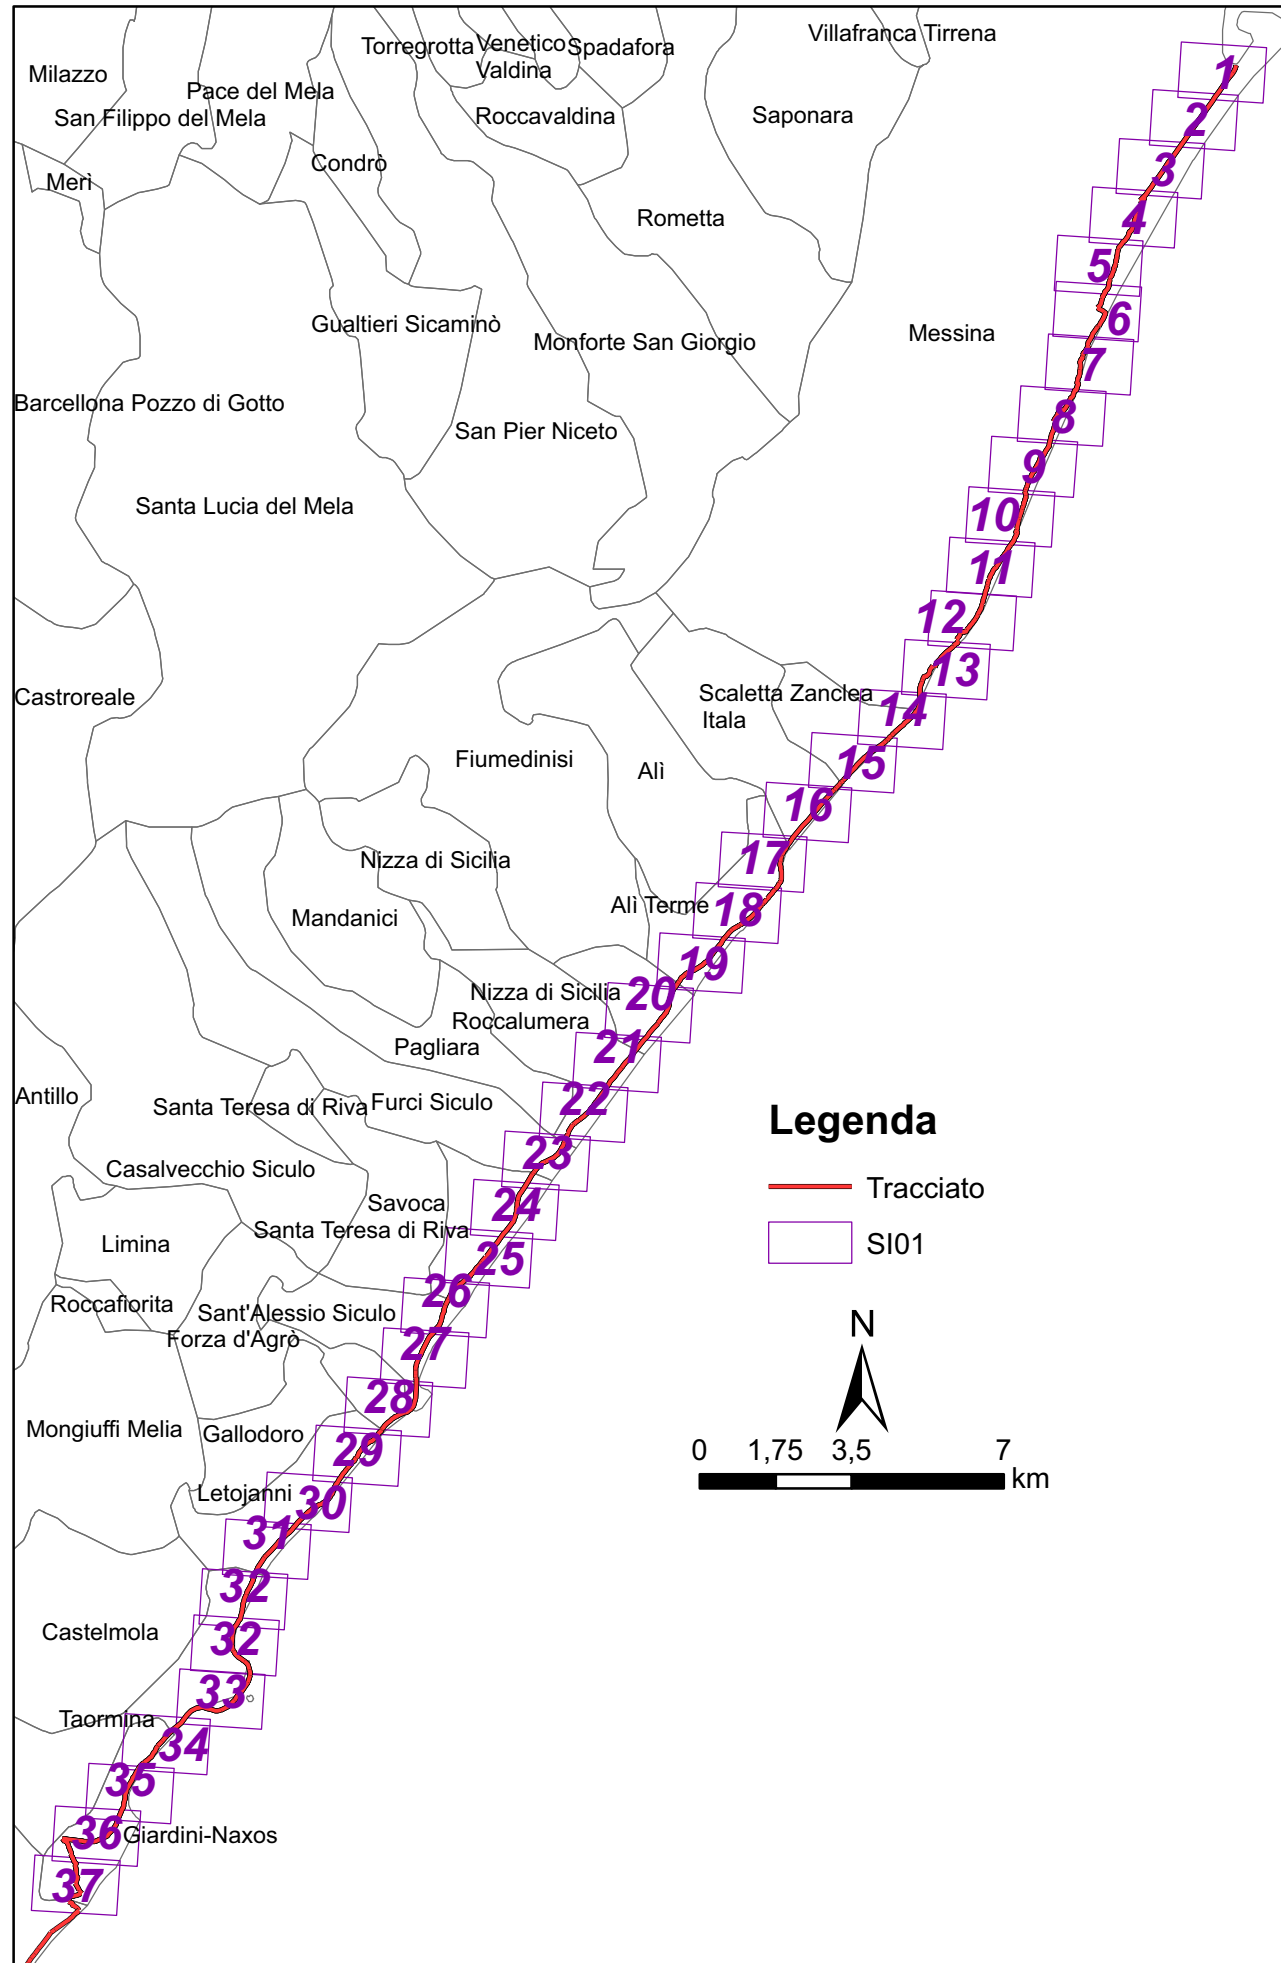 Villafranca Tirrena
Torregrotta
Venetico
Spadafora
Valdina
Milazzo
1
Pace del Mela
San Filippo del Mela
Roccavaldina
Saponara
2
Condrò
3
Merì
Rometta
4
5
6
Gualtieri Sicaminò
Monforte San Giorgio
Messina
7
Barcellona Pozzo di Gotto
8
San Pier Niceto
9
Santa Lucia del Mela
10
11
12
13
Castroreale
Scaletta Zanclea
14
Itala
Fiumedinisi
Alì
15
16
Nizza di Sicilia
17
Mandanici
Alì Terme
18
19
Nizza di Sicilia
20
Roccalumera
Pagliara
21
Antillo
Santa Teresa di Riva
Furci Siculo
22
Casalvecchio Siculo
23
Savoca
24
Santa Teresa di Riva
Limina
25
Roccafiorita
Sant'Alessio Siculo
26
Forza d'Agrò
27
28
Mongiuffi Melia
Gallodoro
29
Letojanni
30
31
32
Castelmola
32
33
Taormina
34
35
36
Giardini-Naxos
37
Legenda
Tracciato
SI01
N
0 1,75 3,5 7
km